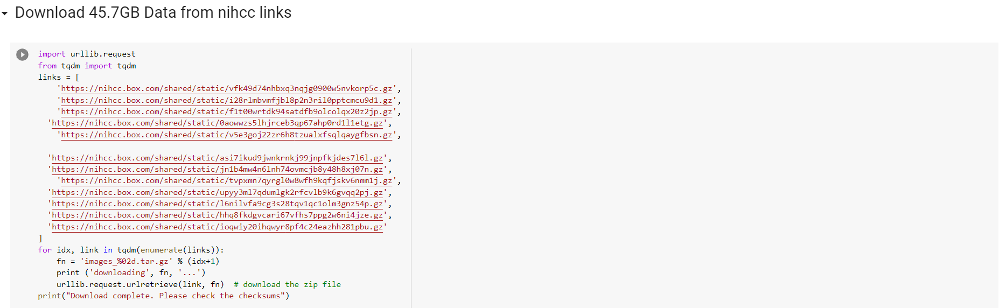 Download 45.7GB Data from nihcc links
import urllib.request
from tqdm import tqdm
links = [
'https://nihcc.box.com/shared/static/vfk49d74nhbxq3nqjg0900w5nvkorp5c.gz',
'https://nihcc.box.com/shared/static/i28rlmbvmfjbl8p2n3ril0pptcmcu9d1.gz',
'https://nihcc.box.com/shared/static/f1t00wrtdk94satdfb9olcolqx20z2jp.gz',
'https://nihcc.box.com/shared/static/0aowwzs5lhjrceb3qp67ahp0rd1l1etg.gz',
'https://nihcc.box.com/shared/static/v5e3goj22zr6h8tzualxfsqlqaygfbsn.gz',
'https://nihcc.box.com/shared/static/asi7ikud9jwnkrnkj99jnpfkjdes7l6l.gz',
'https://nihcc.box.com/shared/static/jn1b4mw4n6lnh74ovmcjb8y48h8xj07n.gz',
'https://nihcc.box.com/shared/static/tvpxmn7qyrgl0w8wfh9kqfjskv6nmm1j.gz',
'https://nihcc.box.com/shared/static/upyy3ml7qdumlgk2rfcvlb9k6gvqq2pj.gz',
'https://nihcc.box.com/shared/static/l6nilvfa9cg3s28tqv1qc1olm3gnz54p.gz',
'https://nihcc.box.com/shared/static/hhq8fkdgvcari67vfhs7ppg2w6ni4jze.gz',
'https://nihcc.box.com/shared/static/ioqwiy20ihqwyr8pf4c24eazhh281pbu.gz'
]
for idx, link in tqdm(enumerate(links)):
fn = 'images_%02d.tar.gz' % (idx+1)
print ('downloading', fn, '...')
urllib.request.urlretrieve(link, fn)  # download the zip file
print("Download complete. Please check the checksums")